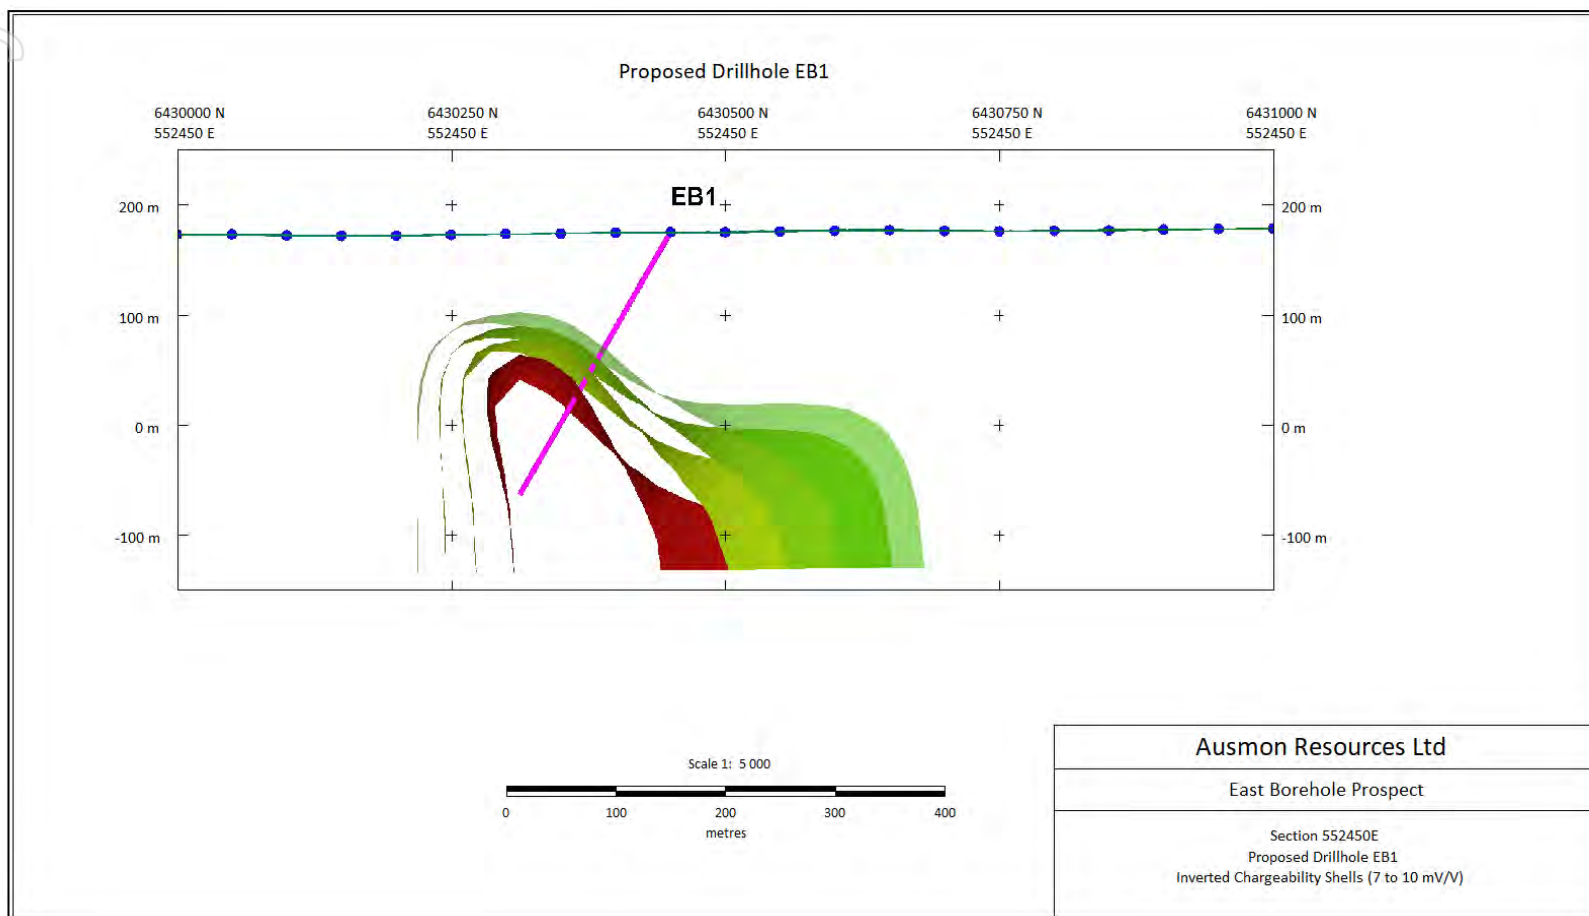 Proposed Drillhole EB1
6430000 N 6430250 N 6430500 N 6430750 N 6431000 N
552450 E 552450 E 552450 E 552450 E 552450 E
EB1
200 m 200 m
100 m 100 m
0 m 0 m
-100 m -100 m
Scale 1: 5 000
0 100 200 300 400
metres
Ausmon Resources Ltd
East Borehole Prospect
Section 552450E
Proposed Drillhole EB1
Inverted Chargeability Shells (7 to 10 mV/V)